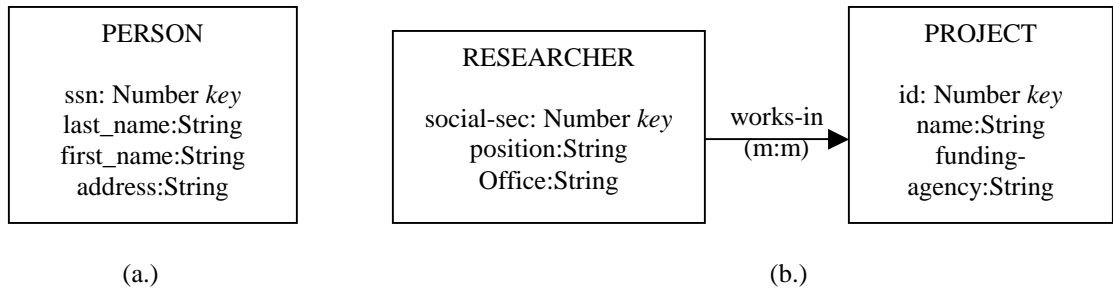 PERSON
ssn: Number key
last_name:String
first_name:String
address:String
(a.)
RESEARCHER
social-sec: Number key
position:String
Office:String
works-in
(m:m)
PROJECT
id: Number key
name:String
funding-
agency:String
(b.)